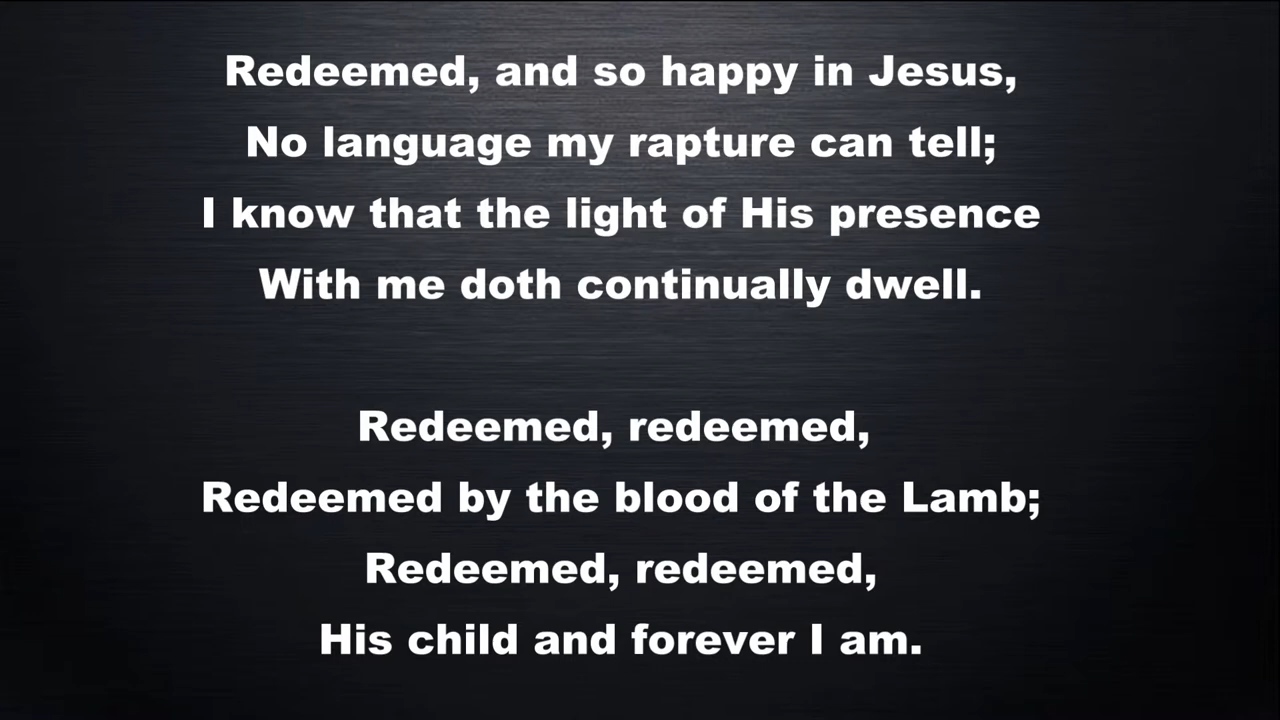 Redeemed, and so happy in Jesus,
No language my rapture can tell;
I know that the light of His presence
With me doth continually dwell.
Redeemed, redeemed,
Redeemed by the blood of the Lamb;
Redeemed, redeemed,
His child and forever I am.